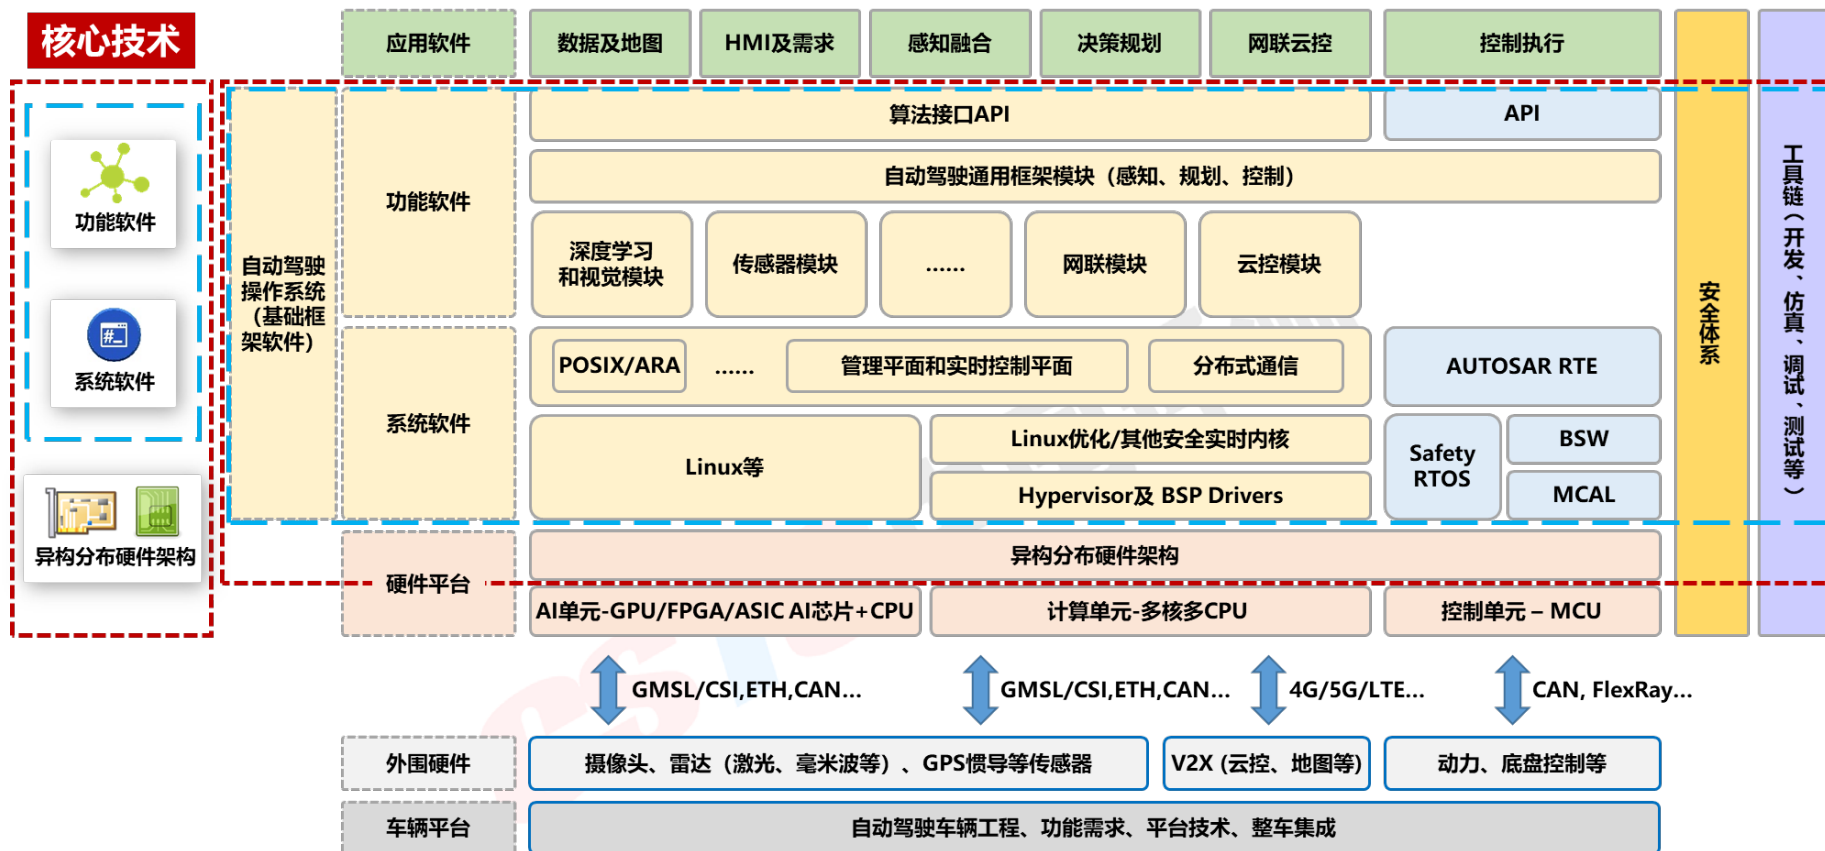 核心技术
应用软件
数据及地图
HMI及需求
感知融合
决策规划
网联云控
控制执行
功能软件
系统软件
异构分布硬件架构
自动驾驶
操作系统
（基础框
架软件）
功能软件
算法接口API
API
自动驾驶通用框架模块（感知、规划、控制）
深度学习
和视觉模块
传感器模块
......
网联模块
云控模块
系统软件
POSIX/ARA
......
管理平面和实时控制平面
分布式通信
AUTOSAR RTE
Linux等
Linux优化/其他安全实时内核
Hypervisor及 BSP Drivers
Safety
RTOS
BSW
MCAL
硬件平台
异构分布硬件架构
AI单元-GPU/FPGA/ASIC AI芯片+CPU
计算单元-多核多CPU
控制单元 – MCU
安全体系
工具链（开发、仿真、调试、测试等）
GMSL/CSI,ETH,CAN...
GMSL/CSI,ETH,CAN...
4G/5G/LTE...
CAN, FlexRay...
外围硬件
摄像头、雷达（激光、毫米波等）、GPS惯导等传感器
V2X (云控、地图等)
动力、底盘控制等
车辆平台
自动驾驶车辆工程、功能需求、平台技术、整车集成